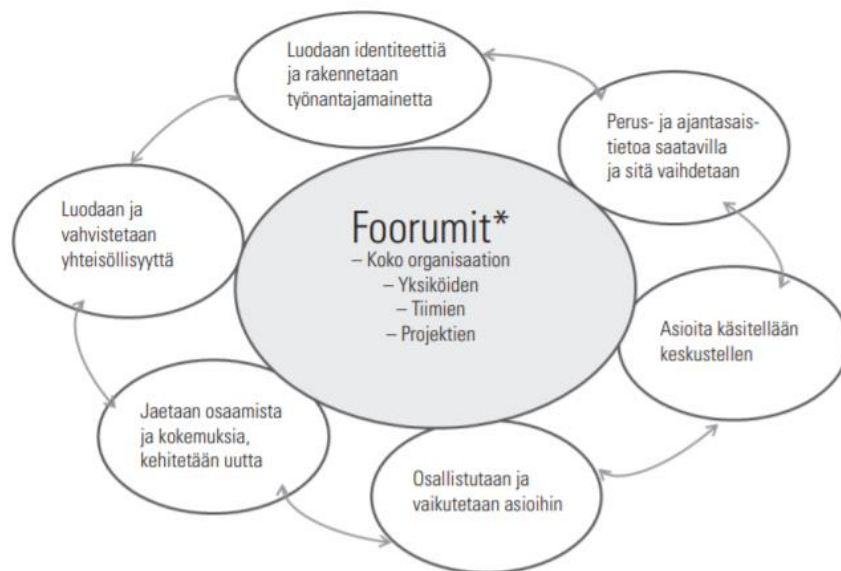 Luodaan identiteettiä
ja rakennetaan
työnantajamainetta
Perus- ja ajantasais-
tietoa saatavilla
ja sitä vaihdetaan
Luodaan ja
vahvistetaan
yhteisöllisyyttä
Foorumit*
– Koko organisaation
– Yksiköiden
– Tiimien
– Projektien
Asioita käsitellään
keskustellen
Jaetaan osaamista
ja kokemuksia,
kehitetään uutta
Osallistutaan ja
vaikutetaan asioihin